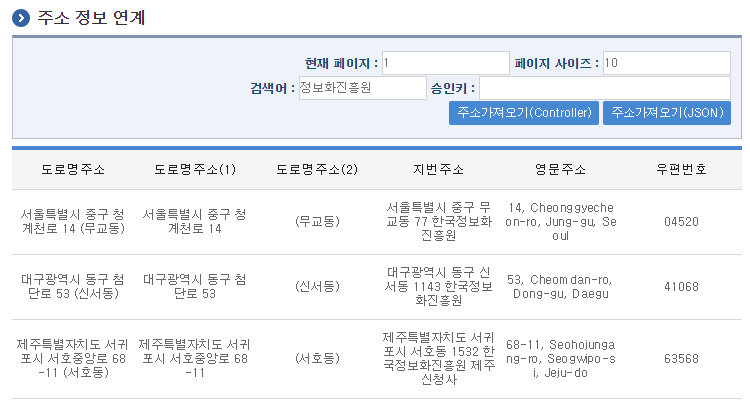 주소 정보 연계
현재 페이지 : 1 페이지 사이즈 : 10
검색어 : 정보화진흥원 승인키 :
주소가져오기(Controller) 주소가져오기(JSON)
도로명주소 도로명주소(1) 도로명주소(2) 지번주소 영문주소 우편번호
서울특별시 중구 청
계천로 14 (무교동)
서울특별시 중구 청
계천로 14
(무교동)
서울특별시 중구 무
교동 77 한국정보화
진흥원
14, Cheonggyeche
on-ro, Jung-gu, Se
oul
04520
대구광역시 동구 첨
단로 53 (신서동)
대구광역시 동구 첨
단로 53
(신서동)
대구광역시 동구 신
서동 1143 한국정보
화진흥원
53, Cheomdan-ro,
Dong-gu, Daegu
41068
제주특별자치도 서귀
포시 서호중앙로 68
-11 (서호동)
제주특별자치도 서귀
포시 서호중앙로 68
-11
(서호동)
제주특별자치도 서귀
포시 서호동 1532 한
국정보화진흥원 제주
신청사
68-11, Seohojunga
ng-ro, Seogwipo-s
i, Jeju-do
63568